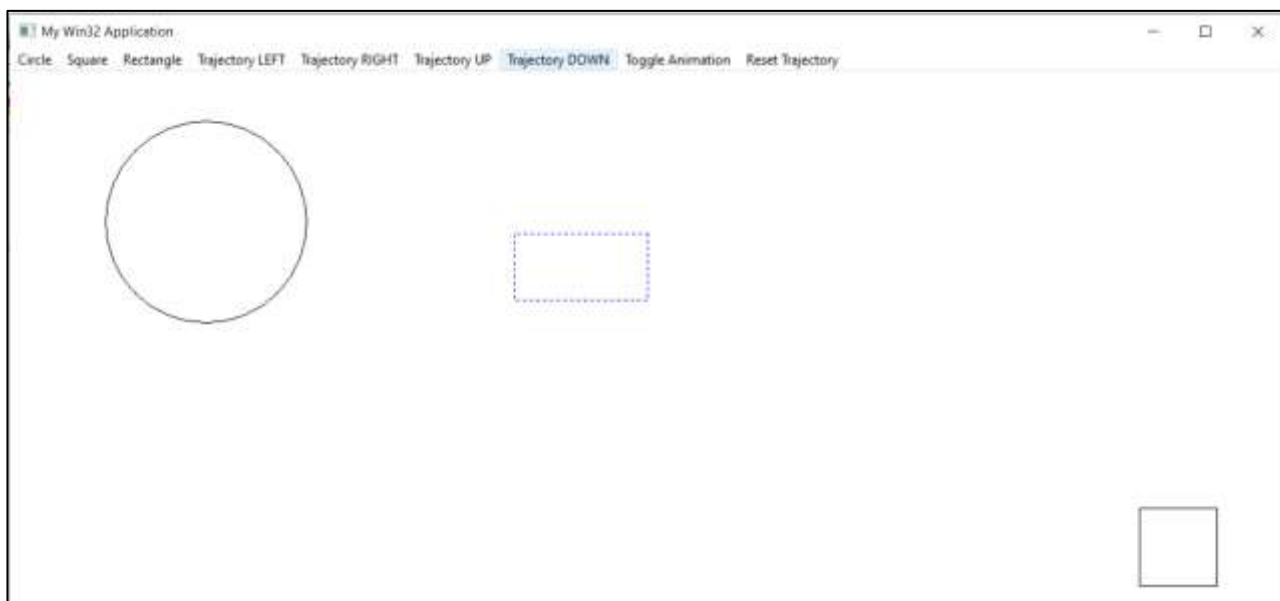 My Win32 Application
Circle Square Rectangle Trajectory LEFT Trajectory RIGHT Trajectory UP Trajectory DOWN Toggle Animation Reset Trajectory